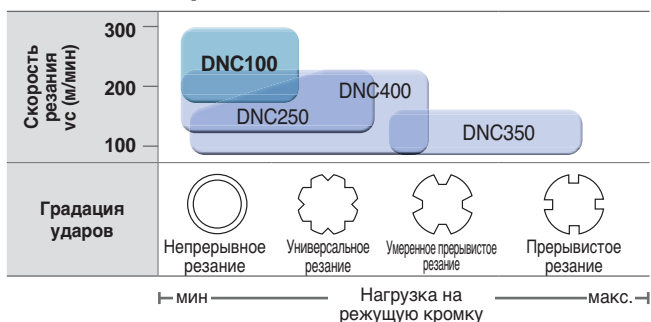 Скорость
резания
vc (м/мин)
300
200
100
DNC100
DNC400
DNC250
DNC350
Градация
ударов
Непрерывное
резание
Универсальное
резание
Умеренное прерывистое
резание
Прерывистое
резание
мин
Нагрузка на
режущую кромку
макс.